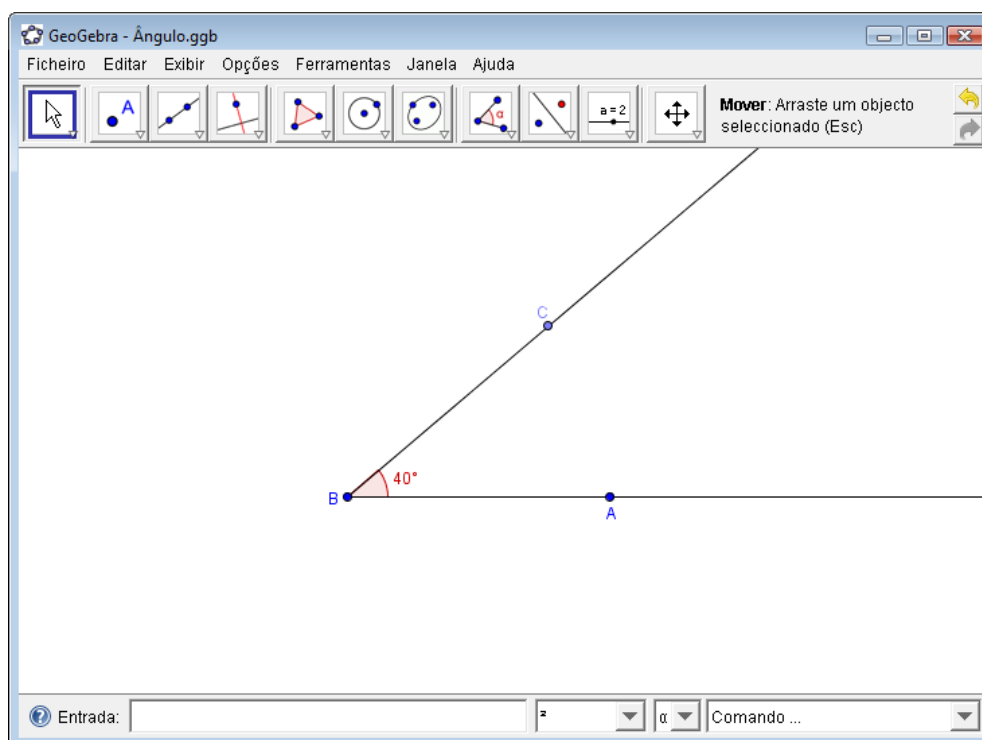 GeoGebra - Ângulo.ggb
Ficheiro Editar Exibir Opções Ferramentas Janela Ajuda
A
α
a = 2
Mover: Arraste um objecto
seleccionado (Esc)
C
40°
B
A
Entrada:
²
α
Comando ...